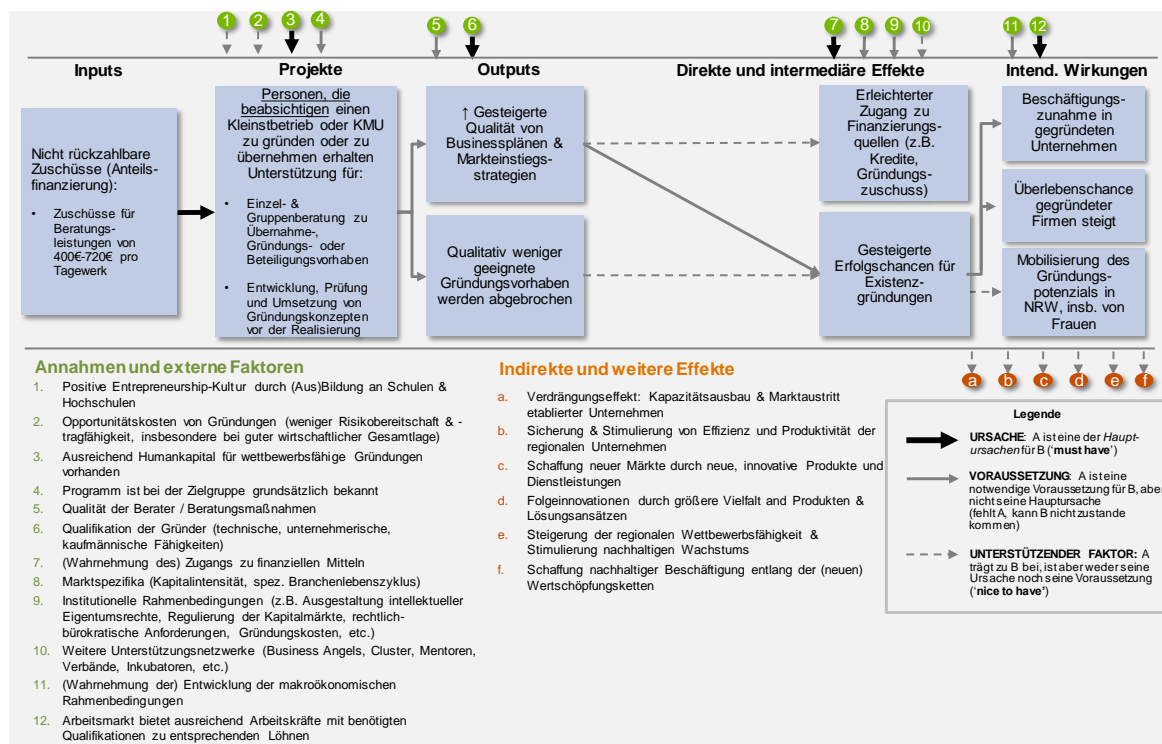 1 2 3 4 5 6 7 8 9 10 11 12
Inputs
Projekte
Outputs
Direkte und intermediäre Effekte
Intend. Wirkungen
Nicht rückzahlbare
Zuschüsse (Anteils-
finanzierung):
• Zuschüsse für
Beratungs-
leistungen von
400€-720€ pro
Tagewerk
Personen, die
beabsichtigen einen
Kleinstbetrieb oder KMU
zu gründen oder zu
übernehmen erhalten
Unterstützung für:
• Einzel- &
Gruppenberatung zu
Übernahme-,
Gründungs- oder
Beteiligungsvorhaben
• Entwicklung, Prüfung
und Umsetzung von
Gründungskonzepten
vor der Realisierung
↑ Gesteigerte
Qualität von
Businessplänen &
Markteinstiegs-
strategien
Qualitativ weniger
geeignete
Gründungsvorhaben
werden abgebrochen
Erleichterter
Zugang zu
Finanzierungs-
quellen (z.B.
Kredite,
Gründungs-
zuschuss)
Gesteigerte
Erfolgschancen für
Existenz-
gründungen
Beschäftigungs-
zunahme in
gegründeten
Unternehmen
Überlebenschance
gegründeter
Firmen steigt
Mobilisierung des
Gründungs-
potenzials in
NRW, insb. von
Frauen
Annahmen und externe Faktoren
1. Positive Entrepreneurship-Kultur durch (Aus)Bildung an Schulen &
Hochschulen
2. Opportunitätskosten von Gründungen (weniger Risikobereitschaft & -
tragfähigkeit, insbesondere bei guter wirtschaftlicher Gesamtlage)
3. Ausreichend Humankapital für wettbewerbsfähige Gründungen
vorhanden
4. Programm ist bei der Zielgruppe grundsätzlich bekannt
5. Qualität der Berater / Beratungsmaßnahmen
6. Qualifikation der Gründer (technische, unternehmerische,
kaufmännische Fähigkeiten)
7. (Wahrnehmung des) Zugangs zu finanziellen Mitteln
8. Marktspezifika (Kapitalintensität, spez. Branchenlebenszyklus)
9. Institutionelle Rahmenbedingungen (z.B. Ausgestaltung intellektueller
Eigentumsrechte, Regulierung der Kapitalmärkte, rechtlich-
bürokratische Anforderungen, Gründungskosten, etc.)
10. Weitere Unterstützungsnetzwerke (Business Angels, Cluster, Mentoren,
Verbände, Inkubatoren, etc.)
11. (Wahrnehmung der) Entwicklung der makroökonomischen
Rahmenbedingungen
12. Arbeitsmarkt bietet ausreichend Arbeitskräfte mit benötigten
Qualifikationen zu entsprechenden Löhnen
Indirekte und weitere Effekte
a. Verdrängungseffekt: Kapazitätsausbau & Marktaustritt
etablierter Unternehmen
b. Sicherung & Stimulierung von Effizienz und Produktivität der
regionalen Unternehmen
c. Schaffung neuer Märkte durch neue, innovative Produkte und
Dienstleistungen
d. Folgeinnovationen durch größere Vielfalt and Produkten &
Lösungsansätzen
e. Steigerung der regionalen Wettbewerbsfähigkeit &
Stimulierung nachhaltigen Wachstums
f. Schaffung nachhaltiger Beschäftigung entlang der (neuen)
Wertschöpfungsketten
a b c d e f
Legende
URSACHE: A ist eine der Haupt-
ursachen für B ('must have')
VORAUSSETZUNG: A ist eine
notwendige Voraussetzung für B, aber
nicht seine Hauptursache
(fehlt A, kann B nicht zustande
kommen)
UNTERSTÜTZENDER FAKTOR: A
trägt zu B bei, ist aber weder seine
Ursache noch seine Voraussetzung
('nice to have')